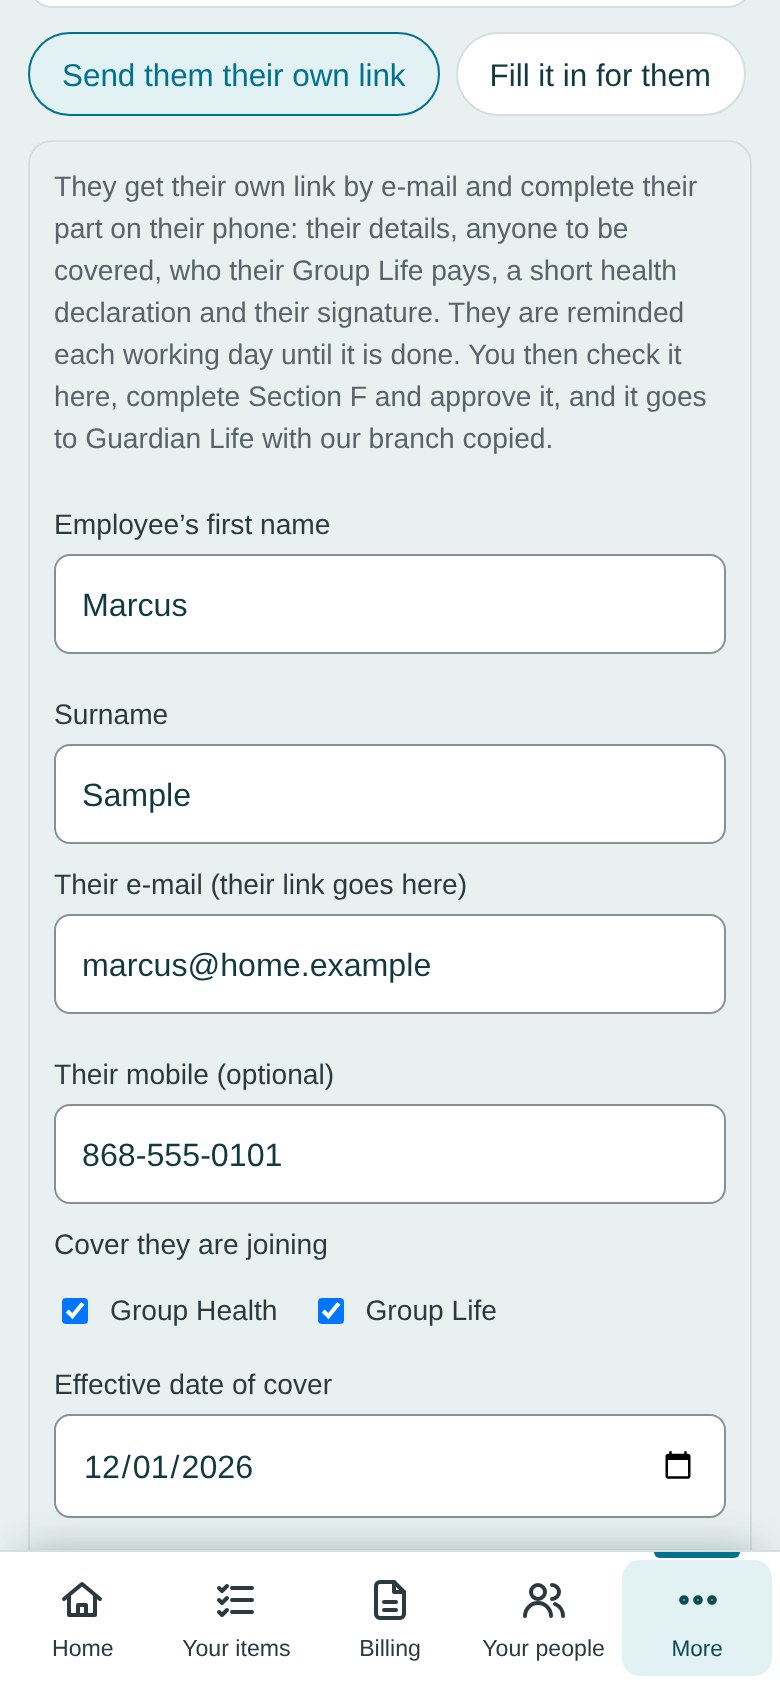 Send them their own link
Fill it in for them
They get their own link by e-mail and complete their
part on their phone: their details, anyone to be
covered, who their Group Life pays, a short health
declaration and their signature. They are reminded
each working day until it is done. You then check it
here, complete Section F and approve it, and it goes
to Guardian Life with our branch copied.
Employee’s first name
Marcus
Surname
Sample
Their e-mail (their link goes here)
marcus@home.example
Their mobile (optional)
868-555-0101
Cover they are joining
Group Health
Group Life
Effective date of cover
12/01/2026
Home
Your items
Billing
Your people
More